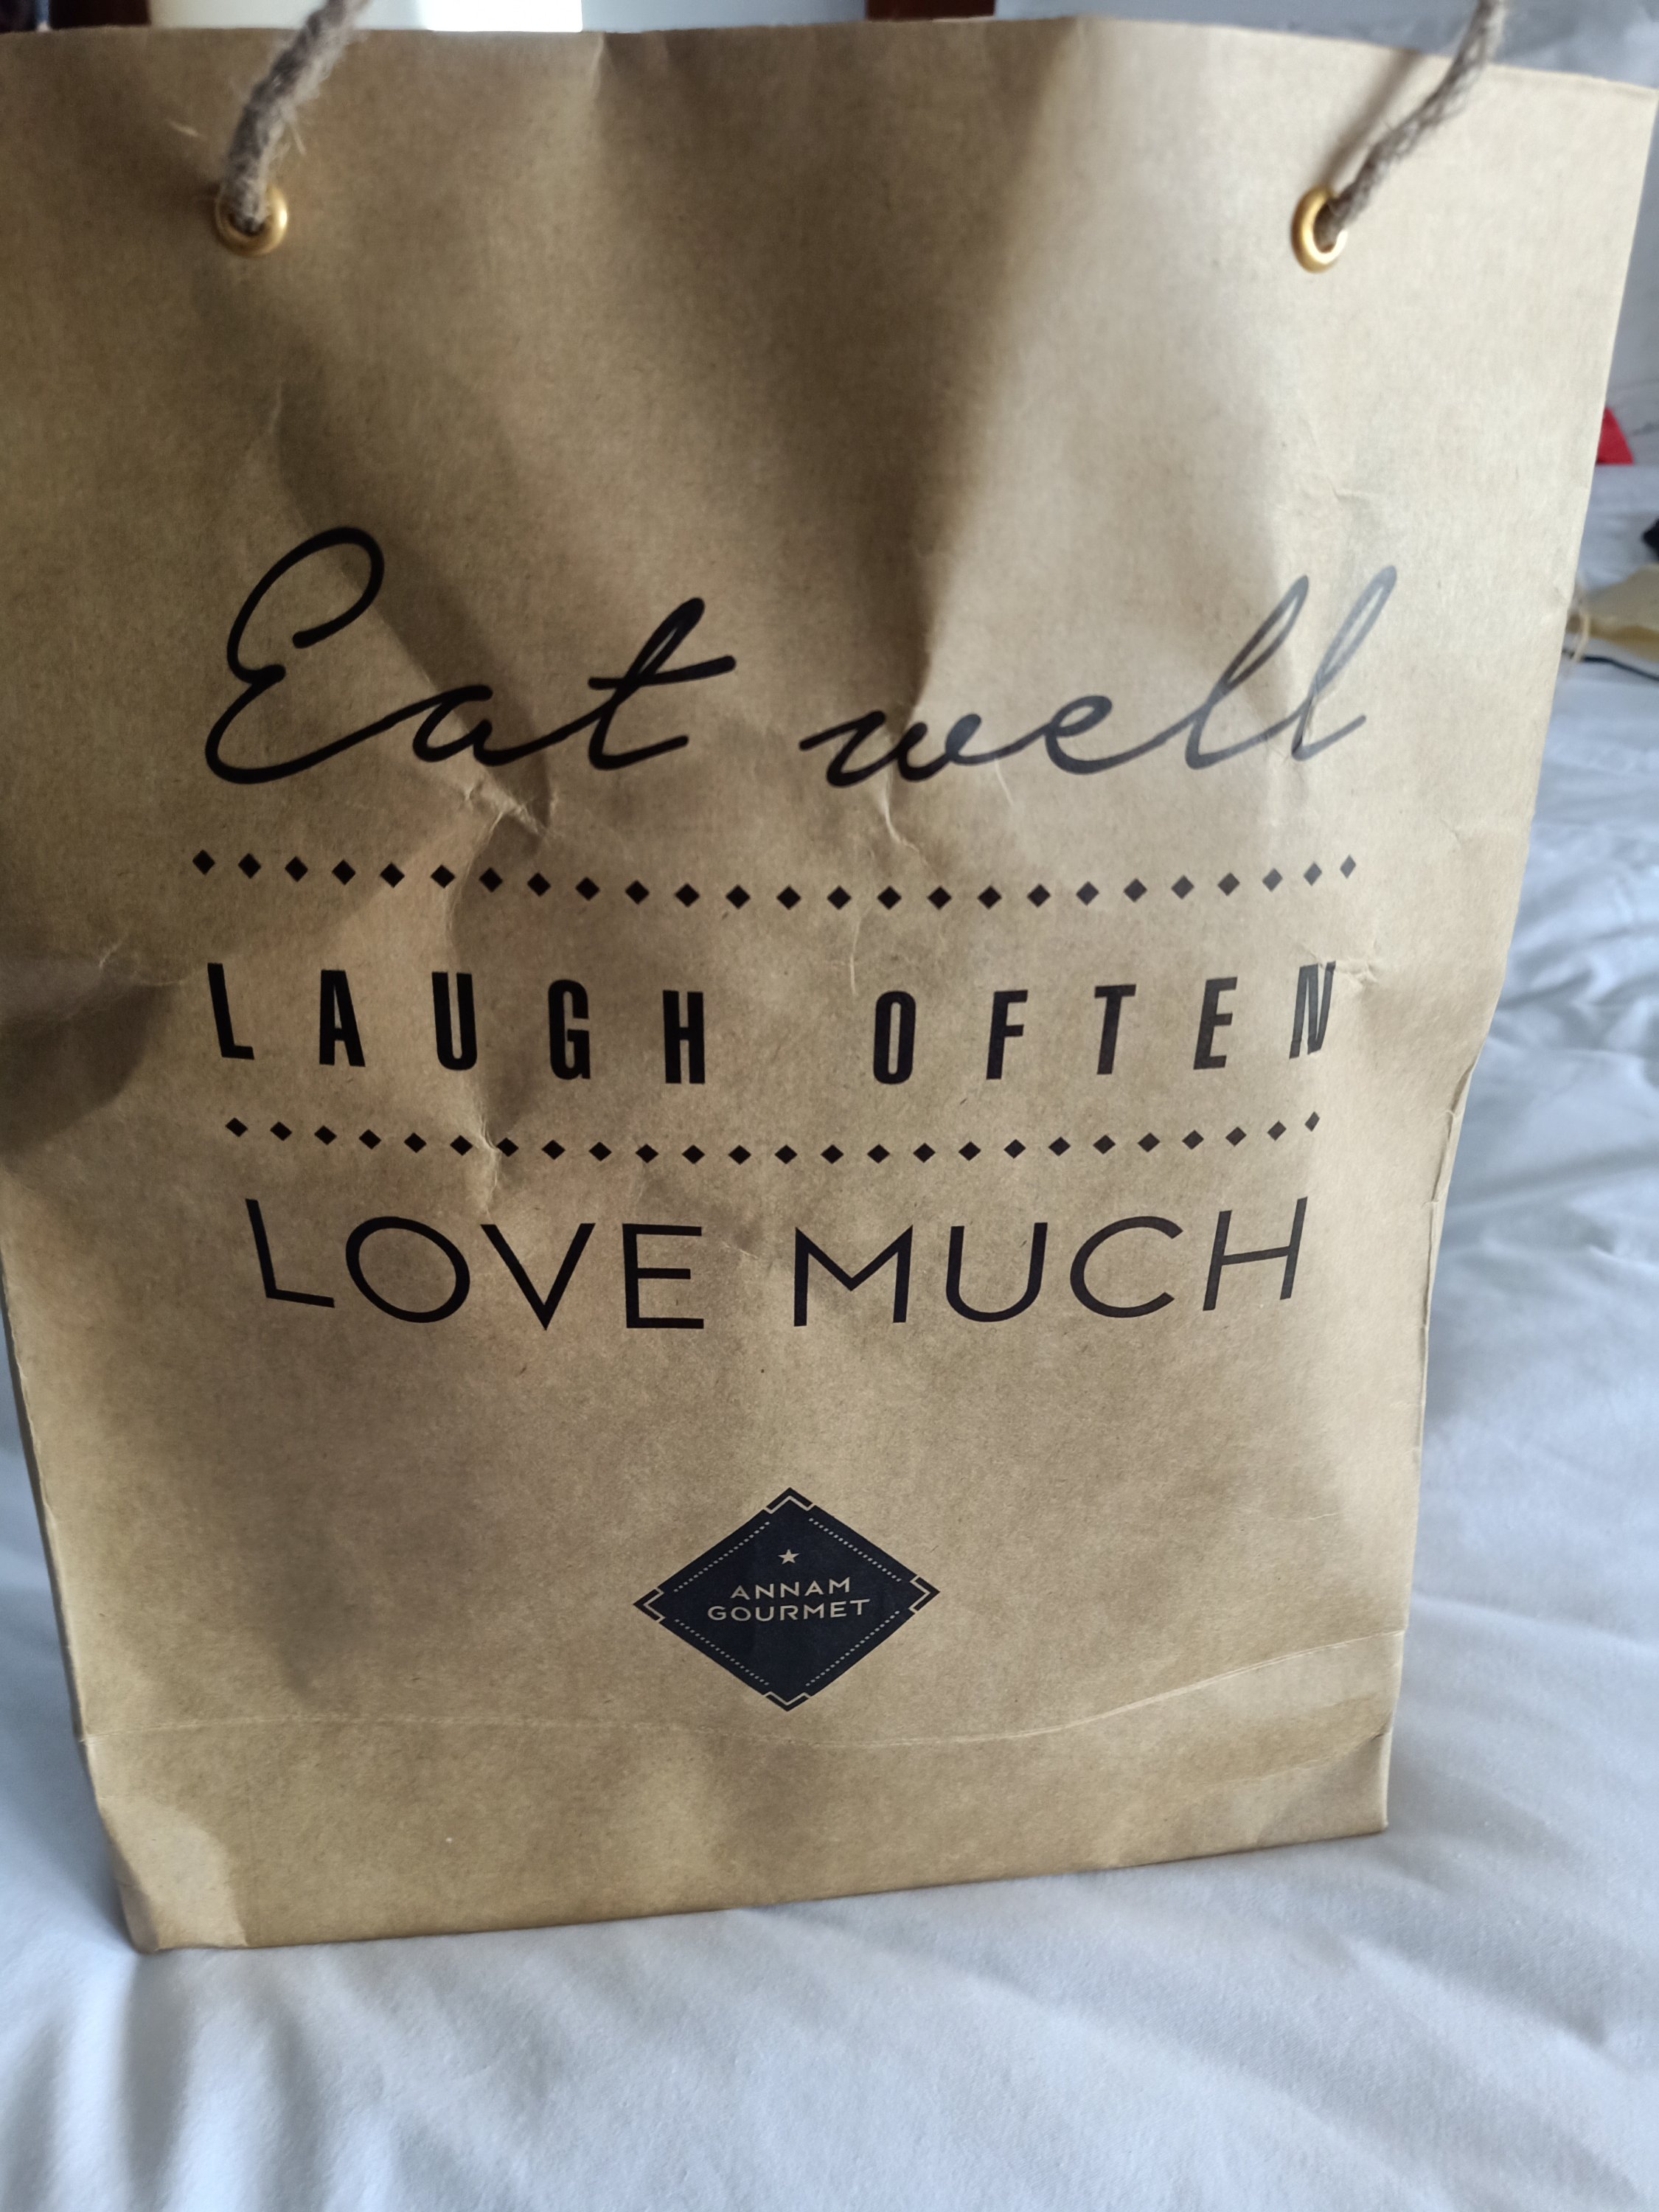 Eat well
LAUGH OFTEN
LOVE MUCH
ANNAM
GOURMET